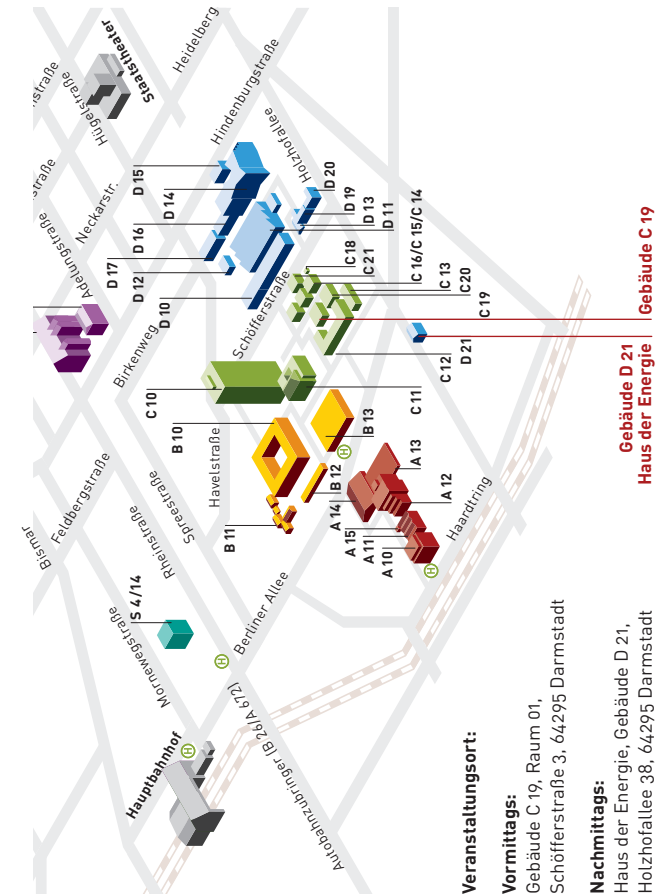 Veranstaltungsort:
Vormittags:
Gebäude C 19, Raum 01,
Schöfferstraße 3, 64295 Darmstadt
Nachmittags:
Haus der Energie, Gebäude D 21,
Holzhofallee 38, 64295 Darmstadt
Gebäude D 21
Haus der Energie
Gebäude C 19
Hauptbahnhof
H
Mornewegstraße
S 4/14
Autobahnzubringer (B 26/A 672)
H
Berliner Allee
Rheinstraße
Spreestraße
Bismar
Feldbergstraße
Havelstraße
Birkenweg
Adelungstraße
Neckarstr.
straße
straße
Hügelstraße
Staatstheater
Heidelberg
Hindenburgstraße
Holzhofallee
Schöfferstraße
Haardtring
H
H
A 10
A 11
A 15
A 14
A 12
A 13
B 11
B 12
B 10
B 13
C 10
C 11
C 12
D 21
C 19
C 20
C 13
C 16/C 15/C 14
C 21
C 18
D 10
D 12
D 17
D 16
D 14
D 15
D 11
D 13
D 19
D 20